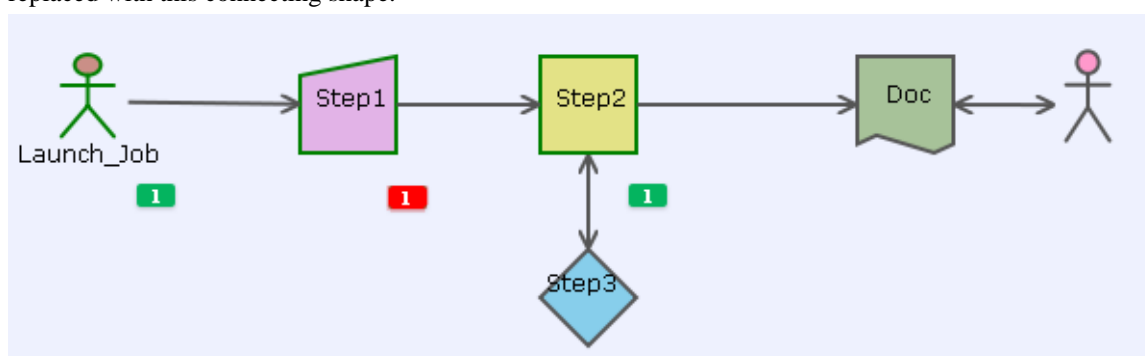 replaced with this connecting shape.
Step1
Step2
Doc
Launch_Job
1
1
1
Step3